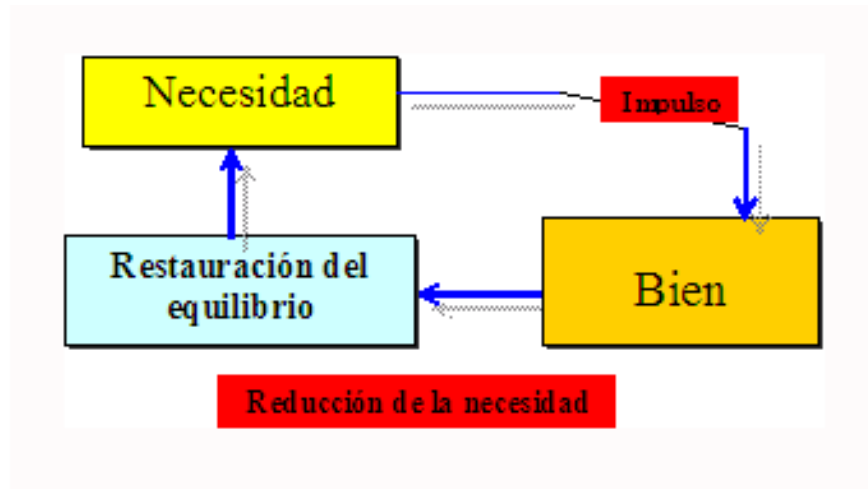 Necesidad
Impulso
Restauración del
equilibrio
Bien
Reducción de la necesidad